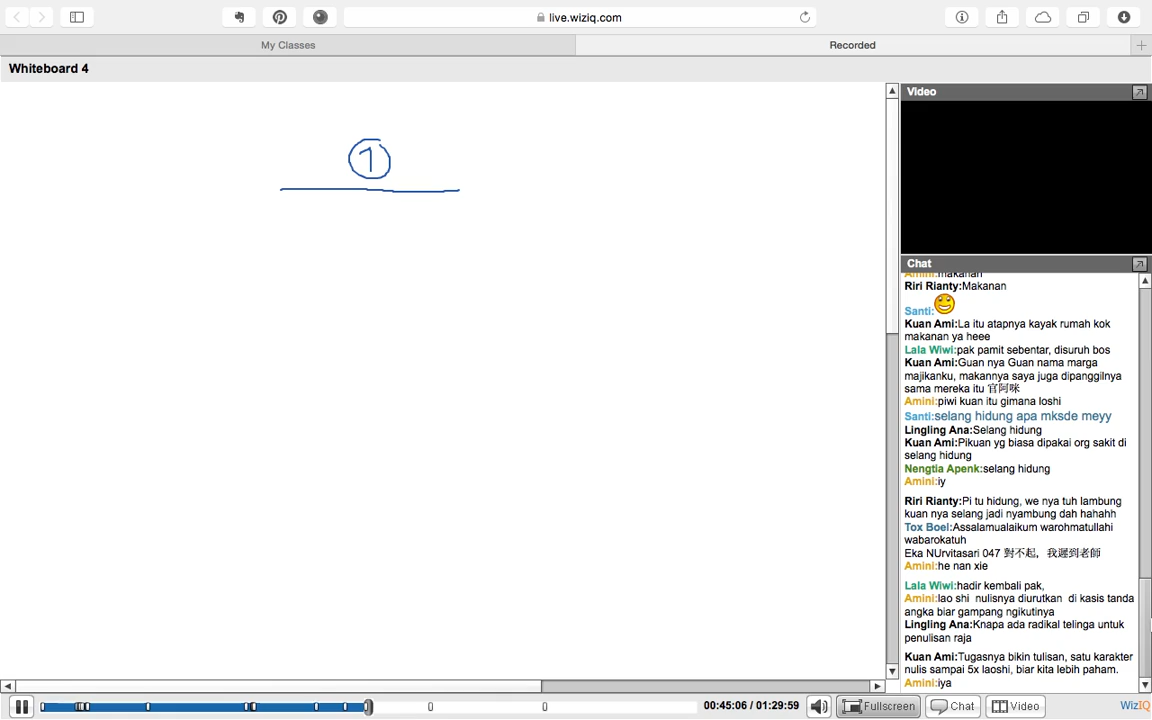 live.wiziq.com
My Classes
Recorded
Whiteboard 4
1
Video
Chat
Amini:makanan
Riri Rianty:Makanan
Santi:
Kuan Ami:La itu atapnya kayak rumah kok
makanan ya heee
Lala Wiwi:pak pamit sebentar, disuruh bos
Kuan Ami:Guan nya Guan nama marga
majikanku, makannya saya juga dipanggilnya
sama mereka itu 官阿咪
Amini:piwi kuan itu gimana loshi
Santi:selang hidung apa mksde meyy
Lingling Ana:Selang hidung
Kuan Ami:Pikuan yg biasa dipakai org sakit di
selang hidung
Nengtia Apenk:selang hidung
Amini:iy
Riri Rianty:Pi tu hidung, we nya tuh lambung
kuan nya selang jadi nyambung dah hahahh
Tox Boel:Assalamualaikum warohmatullahi
wabarokatuh
Eka NUrvitasari 047 對不起，我遲到老師
Amini:he nan xie
Lala Wiwi:hadir kembali pak,
Amini:lao shi  nulisnya diurutkan  di kasis tanda
angka biar gampang ngikutinya
Lingling Ana:Knapa ada radikal telinga untuk
penulisan raja
Kuan Ami:Tugasnya bikin tulisan, satu karakter
nulis sampai 5x laoshi, biar kita lebih paham.
Amini:iya
00:45:06 / 01:29:59
Fullscreen
Chat
Video
WizIQ